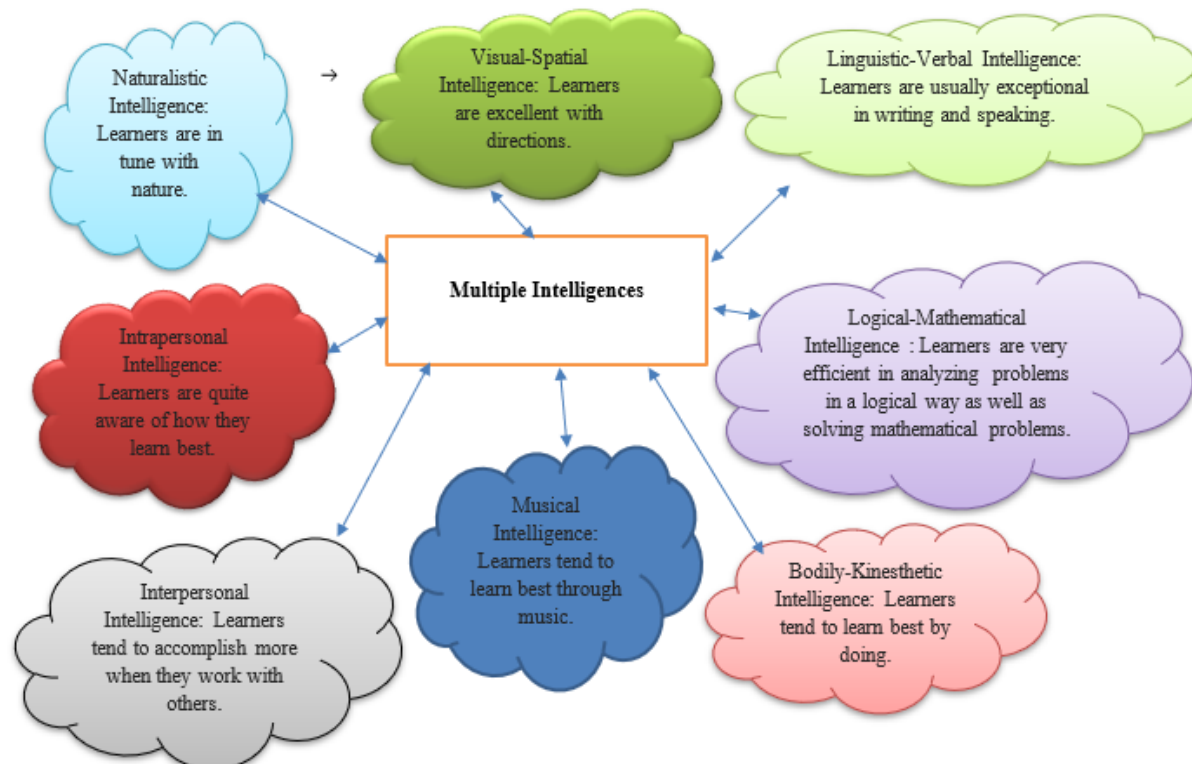 Naturalistic
Intelligence:
Learners are in
tune with
nature.
→
Visual-Spatial
Intelligence: Learners
are excellent with
directions.
Linguistic-Verbal Intelligence:
Learners are usually exceptional
in writing and speaking.
Multiple Intelligences
Intrapersonal
Intelligence:
Learners are quite
aware of how they
learn best.
Logical-Mathematical
Intelligence : Learners are very
efficient in analyzing problems
in a logical way as well as
solving mathematical problems.
Interpersonal
Intelligence: Learners
tend to accomplish more
when they work with
others.
Musical
Intelligence:
Learners tend to
learn best through
music.
Bodily-Kinesthetic
Intelligence: Learners
tend to learn best by
doing.